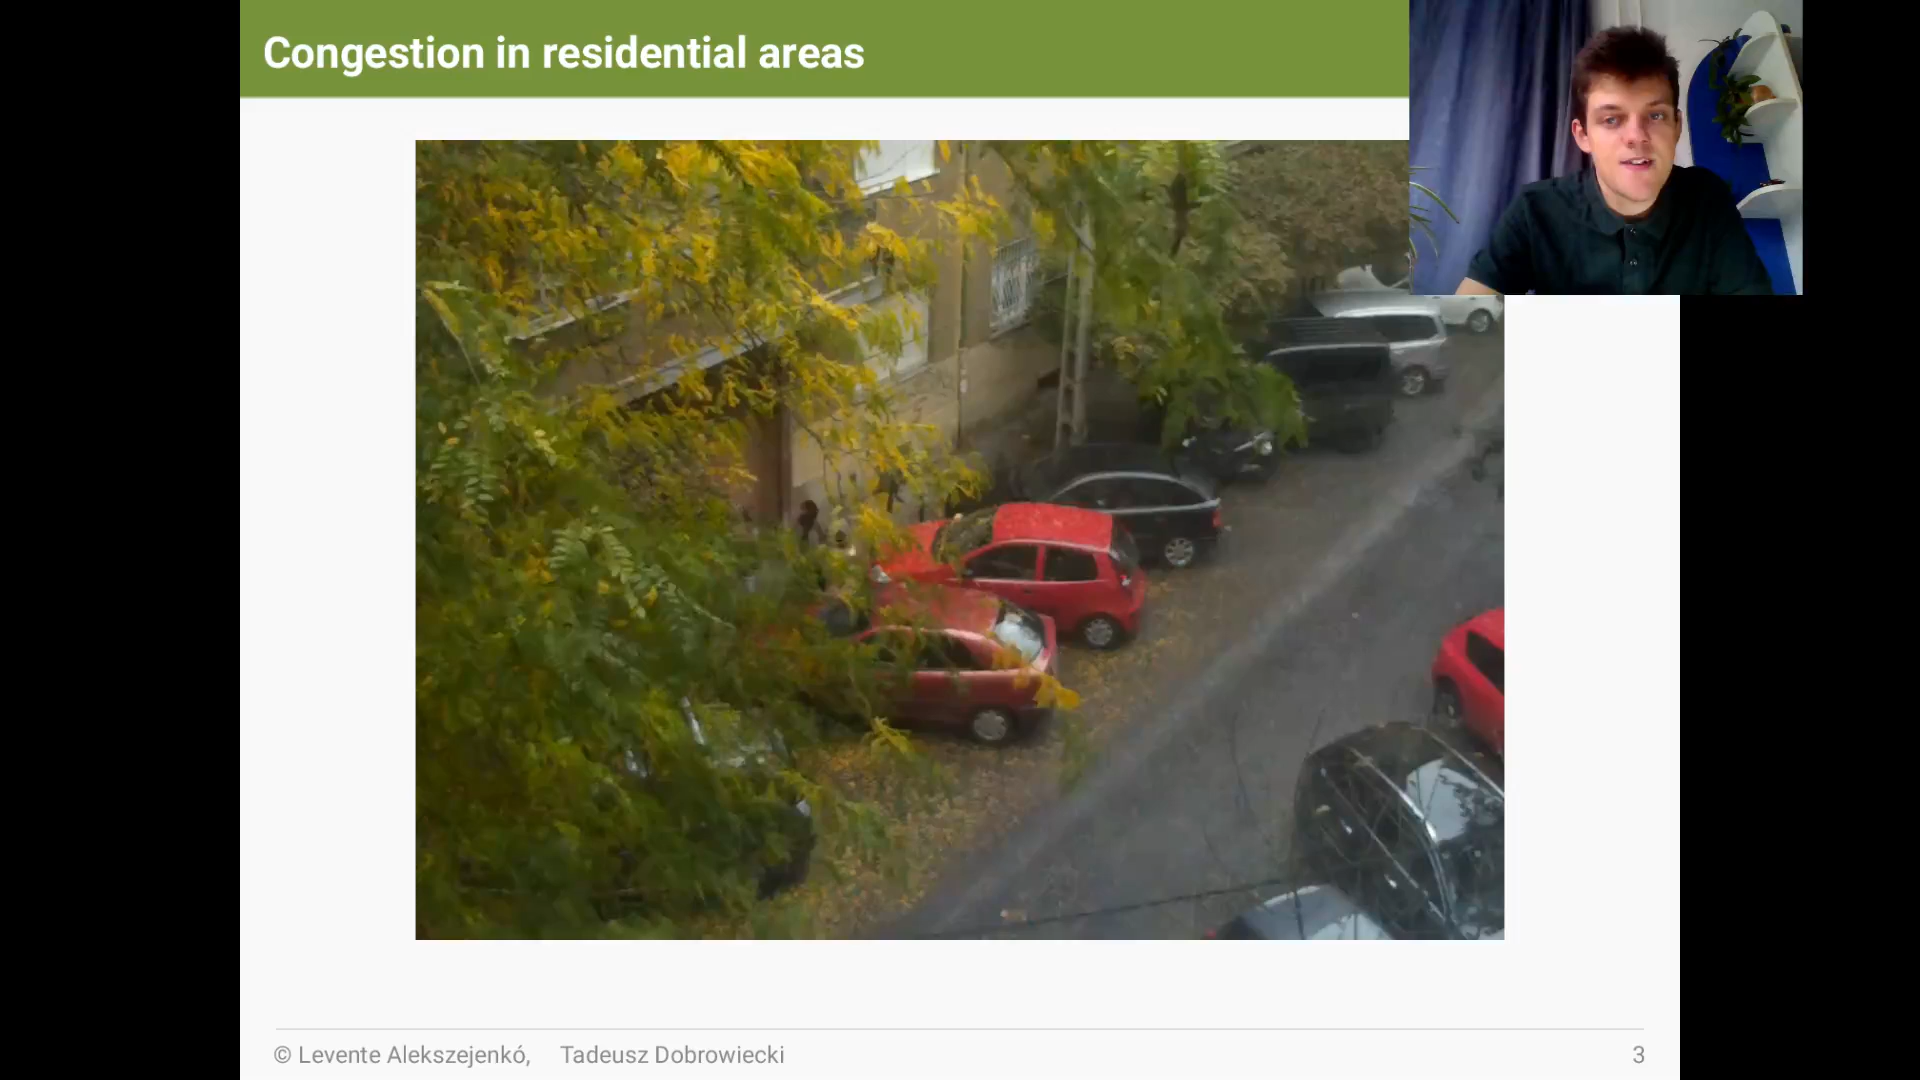 Congestion in residential areas
© Levente Alekszejenkó, Tadeusz Dobrowiecki 3